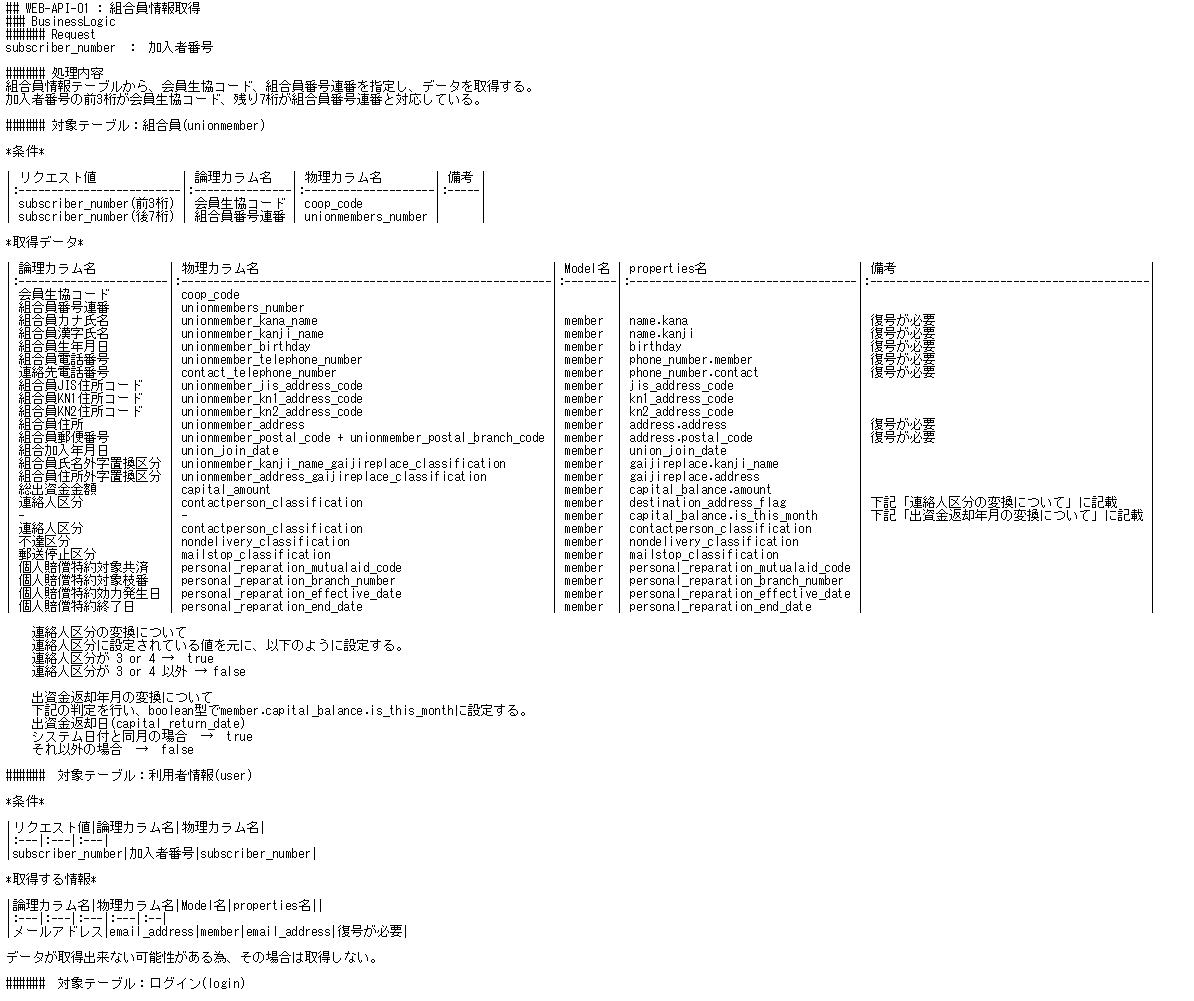 ## WEB-API-01 : 組合員情報取得
### BusinessLogic
###### Request
subscriber_number  :  加入者番号
###### 処理内容
組合員情報テーブルから、会員生協コード、組合員番号連番を指定し、データを取得する。
加入者番号の前3桁が会員生協コード、残り7桁が組合員番号連番と対応している。
###### 対象テーブル：組合員(unionmember)
*条件*
| リクエスト値 | 論理カラム名 | 物理カラム名 | 備考 |
|:-------------------------|:---------------|:--------------------|:-----|
| subscriber_number(前3桁) | 会員生協コード | coop_code | |
| subscriber_number(後7桁) | 組合員番号連番 | unionmembers_number | |
*取得データ*
| 論理カラム名 | 物理カラム名 | Model名 | properties名 | 備考 |
|:-----------------------|:---------------------------------------------------------|:--------|:-----------------------------------|:-------------------------------------------|
| 会員生協コード | coop_code | | | |
| 組合員番号連番 | unionmembers_number | | | |
| 組合員カナ氏名 | unionmember_kana_name | member | name.kana | 復号が必要 |
| 組合員漢字氏名 | unionmember_kanji_name | member | name.kanji | 復号が必要 |
| 組合員生年月日 | unionmember_birthday | member | birthday | 復号が必要 |
| 組合員電話番号 | unionmember_telephone_number | member | phone_number.member | 復号が必要 |
| 連絡先電話番号 | contact_telephone_number | member | phone_number.contact | 復号が必要 |
| 組合員JIS住所コード | unionmember_jis_address_code | member | jis_address_code | |
| 組合員KN1住所コード | unionmember_kn1_address_code | member | kn1_address_code | |
| 組合員KN2住所コード | unionmember_kn2_address_code | member | kn2_address_code | |
| 組合員住所 | unionmember_address | member | address.address | 復号が必要 |
| 組合員郵便番号 | unionmember_postal_code + unionmember_postal_branch_code | member | address.postal_code | 復号が必要 |
| 組合加入年月日 | union_join_date | member | union_join_date | |
| 組合員氏名外字置換区分 | unionmember_kanji_name_gaijireplace_classification | member | gaijireplace.kanji_name | |
| 組合員住所外字置換区分 | unionmember_address_gaijireplace_classification | member | gaijireplace.address | |
| 総出資金金額 | capital_amount | member | capital_balance.amount | |
| 連絡人区分 | contactperson_classification | member | destination_address_flag | 下記「連絡人区分の変換について」に記載 |
| - | - | member | capital_balance.is_this_month | 下記「出資金返却年月の変換について」に記載 |
| 連絡人区分 | contactperson_classification | member | contactperson_classification | |
| 不達区分 | nondelivery_classification | member | nondelivery_classification | |
| 郵送停止区分 | mailstop_classification | member | mailstop_classification | |
| 個人賠償特約対象共済 | personal_reparation_mutualaid_code | member | personal_reparation_mutualaid_code | |
| 個人賠償特約対象枝番 | personal_reparation_branch_number | member | personal_reparation_branch_number | |
| 個人賠償特約効力発生日 | personal_reparation_effective_date | member | personal_reparation_effective_date | |
| 個人賠償特約終了日 | personal_reparation_end_date | member | personal_reparation_end_date | |
連絡人区分の変換について
連絡人区分に設定されている値を元に、以下のように設定する。
連絡人区分が 3 or 4 →  true
連絡人区分が 3 or 4 以外 → false
出資金返却年月の変換について
下記の判定を行い、boolean型でmember.capital_balance.is_this_monthに設定する。
出資金返却日(capital_return_date)
システム日付と同月の場合　→　true
それ以外の場合　→　false
######　対象テーブル：利用者情報(user)
*条件*
|リクエスト値|論理カラム名|物理カラム名|
|:---|:---|:---|
|subscriber_number|加入者番号|subscriber_number|
*取得する情報*
|論理カラム名|物理カラム名|Model名|properties名||
|:---|:---|:---|:---|:--|
|メールアドレス|email_address|member|email_address|復号が必要|
データが取得出来ない可能性がある為、その場合は取得しない。
######　対象テーブル：ログイン(login)